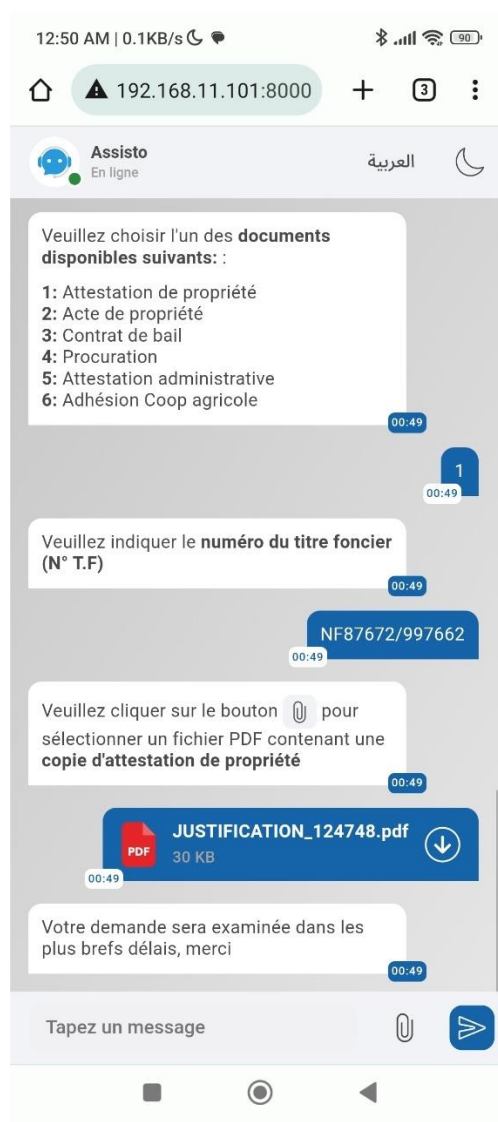 12:50 AM | 0.1KB/s
90
192.168.11.101:8000
3
Assisto
En ligne
العربية
Veuillez choisir l'un des documents
disponibles suivants: :
1: Attestation de propriété
2: Acte de propriété
3: Contrat de bail
4: Procuration
5: Attestation administrative
6: Adhésion Coop agricole
00:49
1
00:49
Veuillez indiquer le numéro du titre foncier
(N° T.F)
00:49
NF87672/997662
00:49
Veuillez cliquer sur le bouton pour
sélectionner un fichier PDF contenant une
copie d'attestation de propriété
00:49
JUSTIFICATION_124748.pdf
PDF
30 KB
00:49
Votre demande sera examinée dans les
plus brefs délais, merci
00:49
Tapez un message